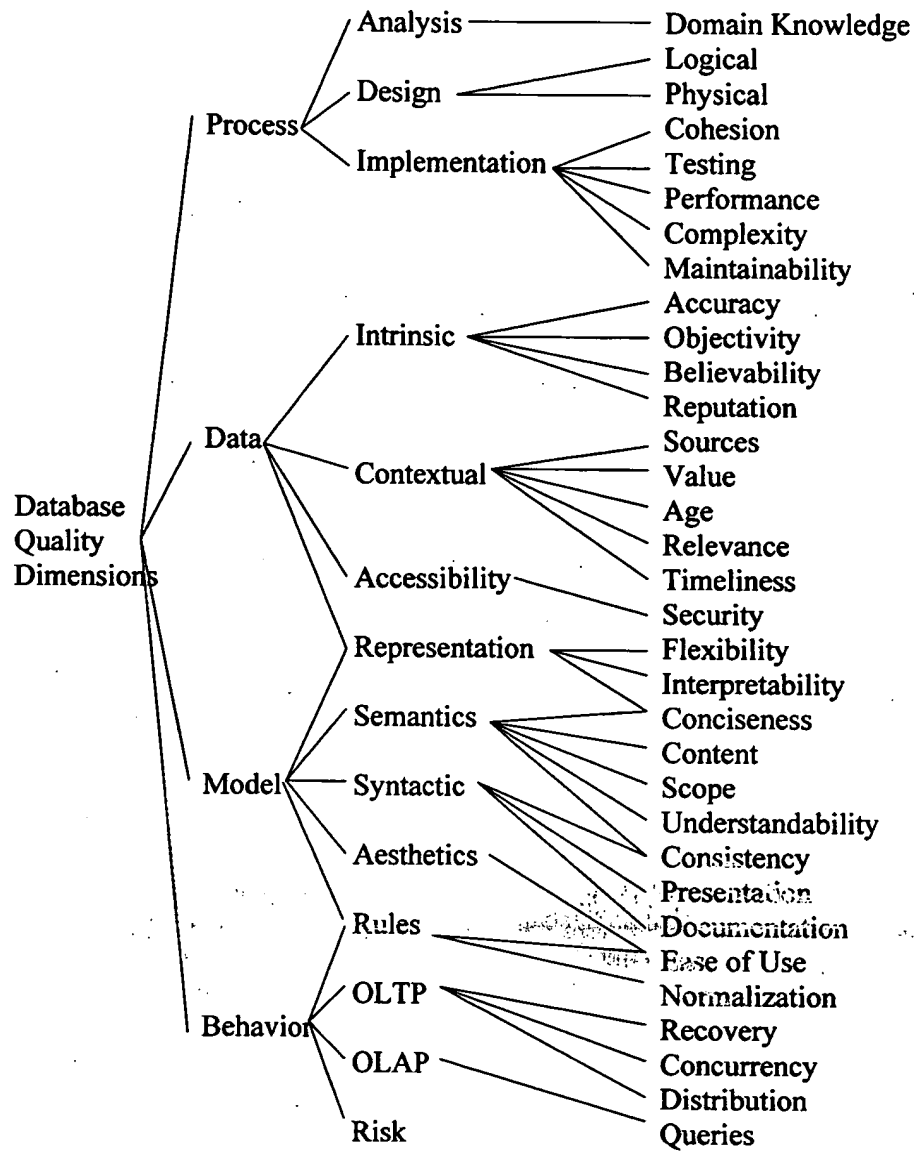 Database
Quality
Dimensions
Process
Data
Model
Behavior
Analysis
Design
Implementation
Intrinsic
Contextual
Accessibility
Representation
Semantics
Syntactic
Aesthetics
Rules
OLTP
OLAP
Risk
Domain Knowledge
Logical
Physical
Cohesion
Testing
Performance
Complexity
Maintainability
Accuracy
Objectivity
Believability
Reputation
Sources
Value
Age
Relevance
Timeliness
Security
Flexibility
Interpretability
Conciseness
Content
Scope
Understandability
Consistency
Presentation
Documentation
Ease of Use
Normalization
Recovery
Concurrency
Distribution
Queries